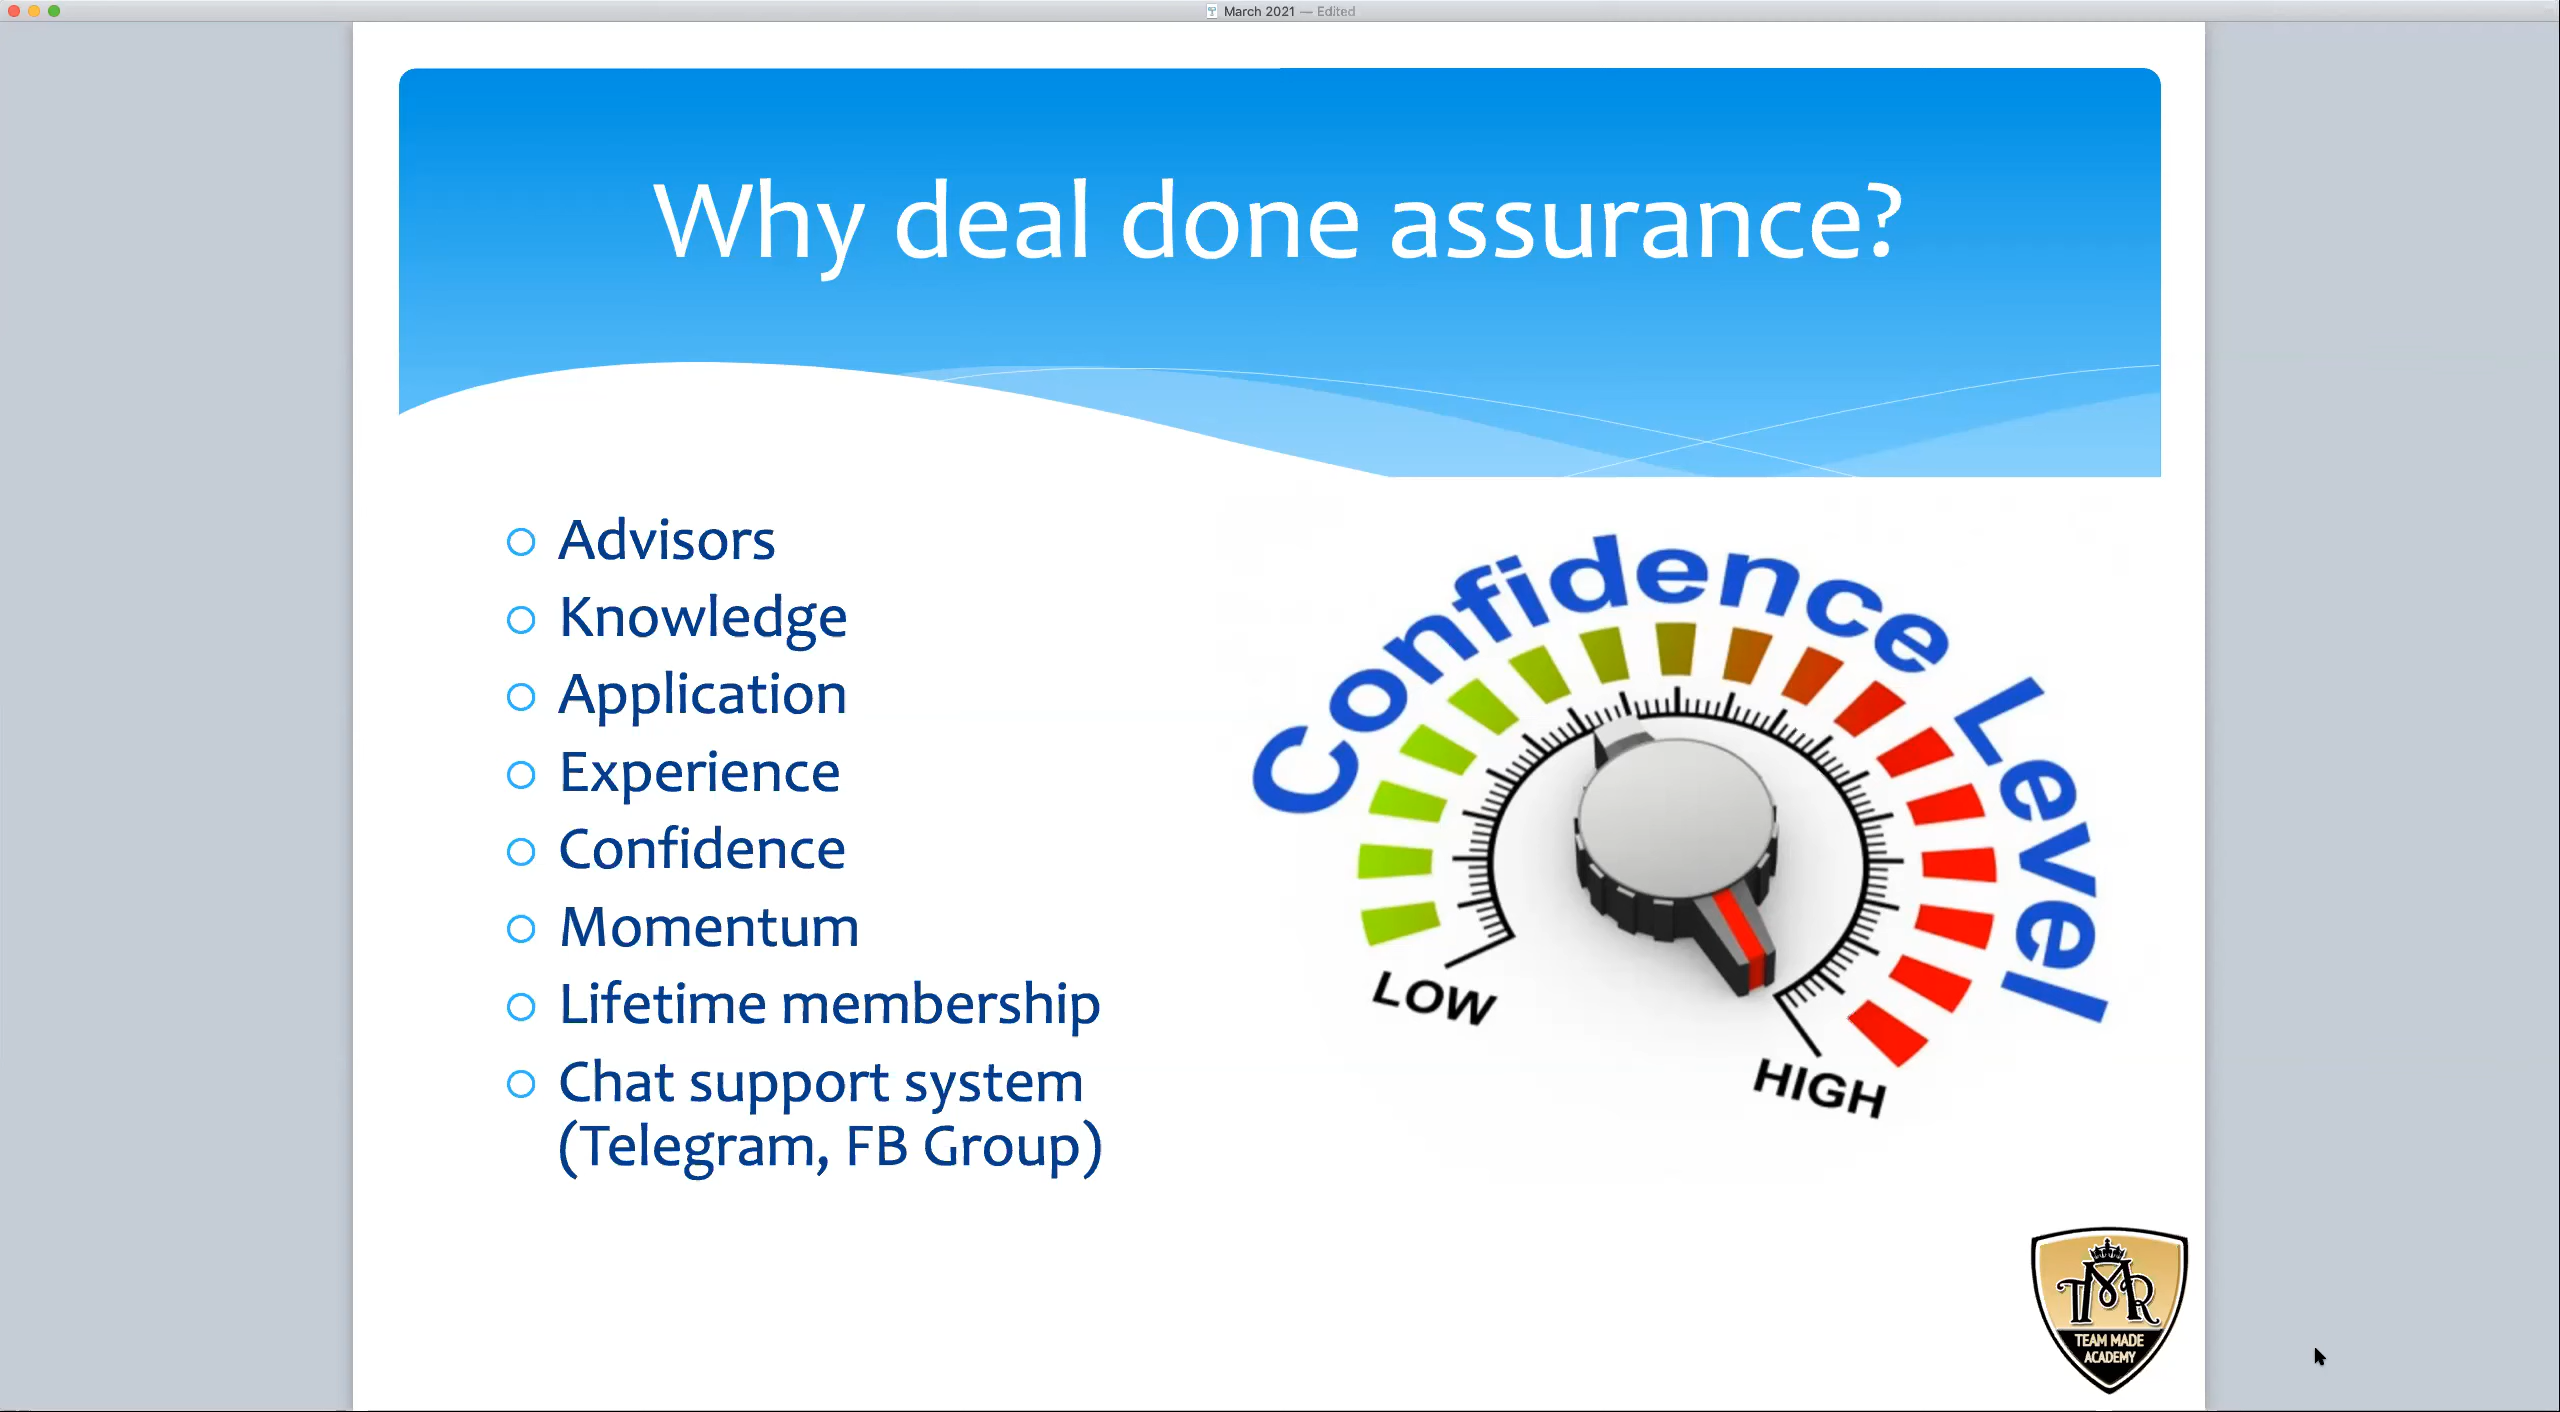 March 2021 — Edited
Why deal done assurance?
Advisors
Knowledge
Application
Experience
Confidence
Momentum
Lifetime membership
Chat support system
(Telegram, FB Group)
Confidence Level
LOW
HIGH
TMR
TEAM MADE
ACADEMY